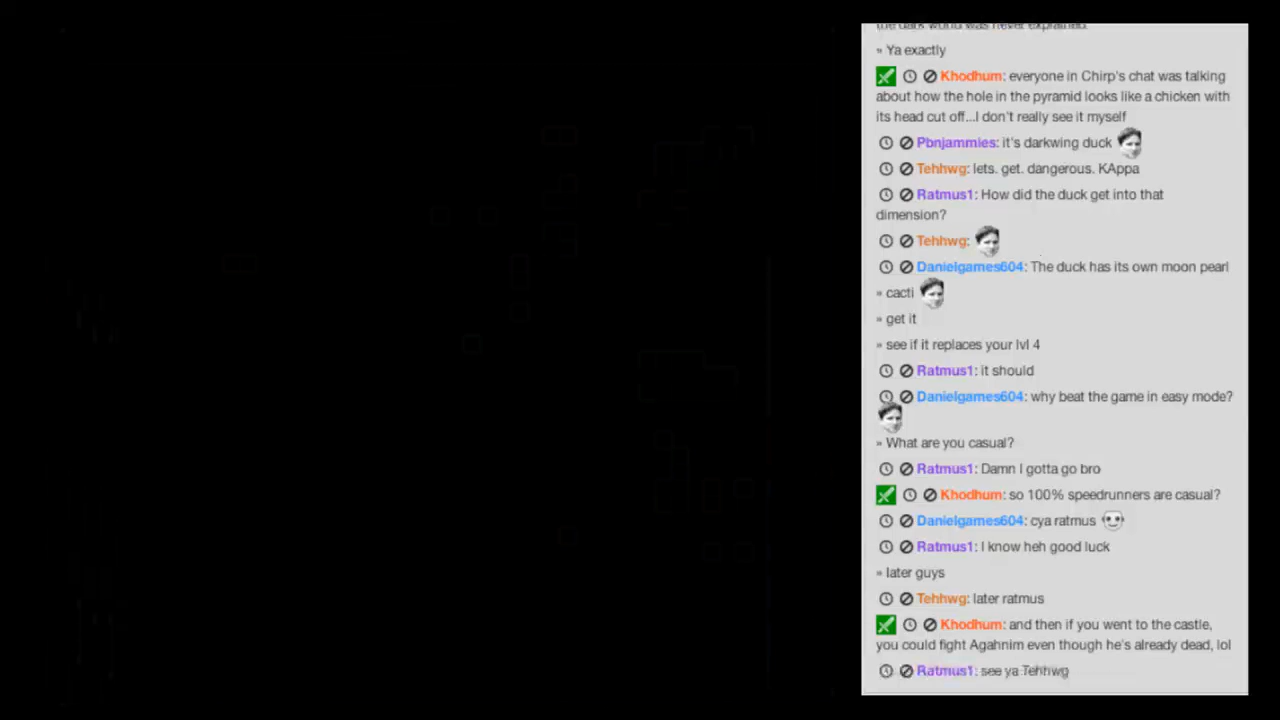 the dark world was never explained.
» Ya exactly
Khodhum: everyone in Chirp's chat was talking
about how the hole in the pyramid looks like a chicken with
its head cut off...I don't really see it myself
Pbnjammies: it's darkwing duck
Tehhwg: lets. get. dangerous. KAppa
Ratmus1: How did the duck get into that
dimension?
Tehhwg:
Danielgames604: The duck has its own moon pearl
» cacti
» get it
» see if it replaces your lvl 4
Ratmus1: it should
Danielgames604: why beat the game in easy mode?
» What are you casual?
Ratmus1: Damn I gotta go bro
Khodhum: so 100% speedrunners are casual?
Danielgames604: cya ratmus
Ratmus1: I know heh good luck
» later guys
Tehhwg: later ratmus
Khodhum: and then if you went to the castle,
you could fight Agahnim even though he's already dead, lol
Ratmus1: see ya Tehhwg